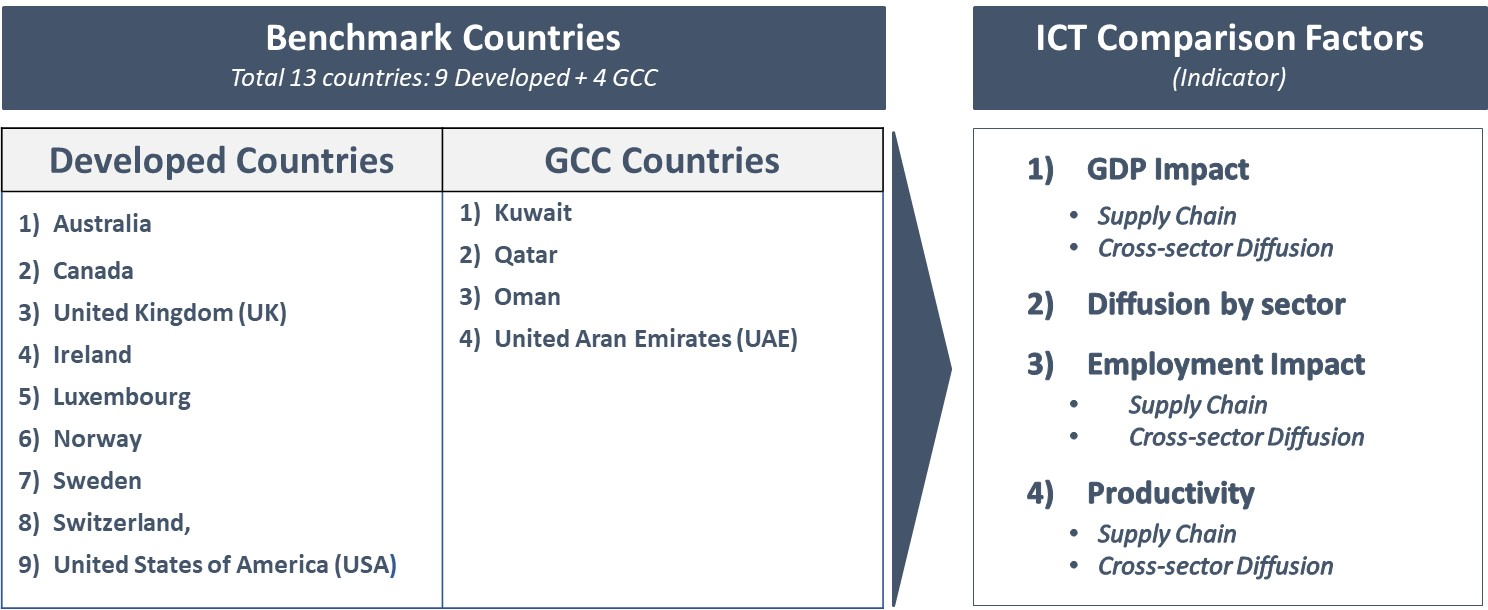 Benchmark Countries
Total 13 countries: 9 Developed + 4 GCC
Developed Countries
1) Australia
2) Canada
3) United Kingdom (UK)
4) Ireland
5) Luxembourg
6) Norway
7) Sweden
8) Switzerland,
9) United States of America (USA)
GCC Countries
1) Kuwait
2) Qatar
3) Oman
4) United Aran Emirates (UAE)
ICT Comparison Factors
(Indicator)
1) GDP Impact
• Supply Chain
• Cross-sector Diffusion
2) Diffusion by sector
3) Employment Impact
• Supply Chain
• Cross-sector Diffusion
4) Productivity
• Supply Chain
• Cross-sector Diffusion